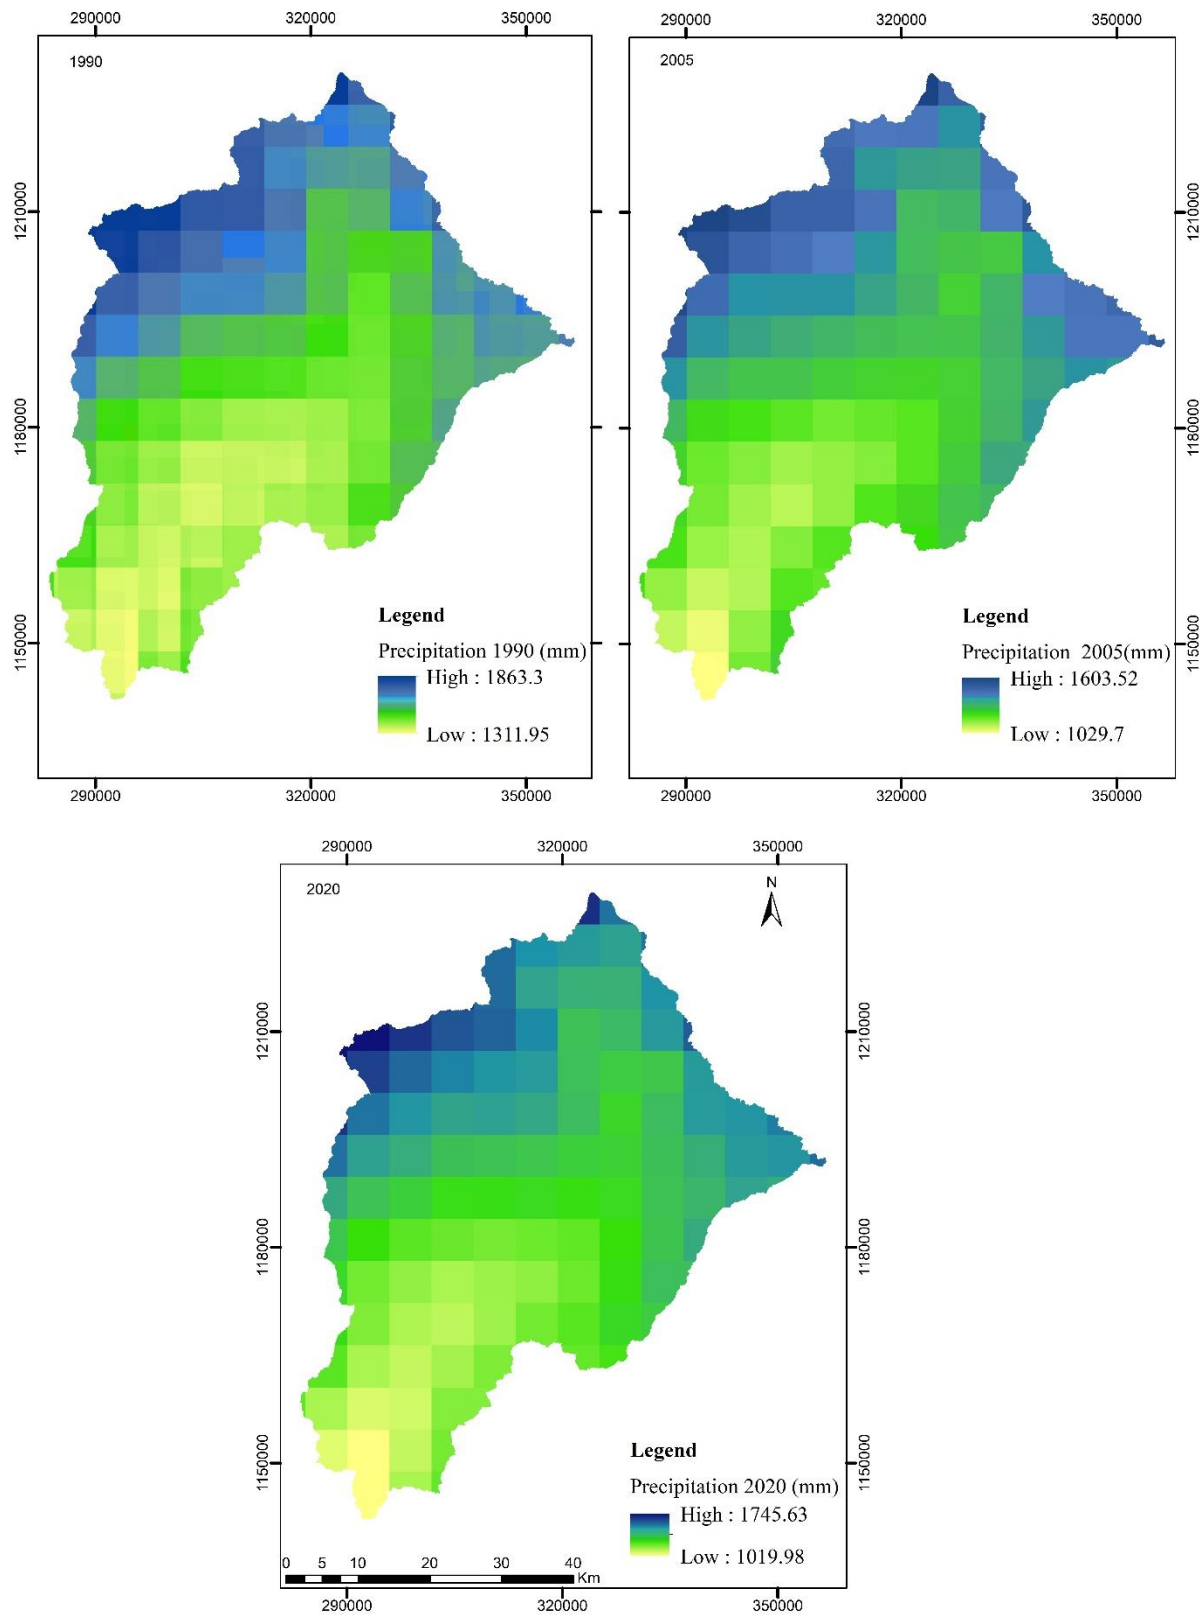 290000 320000 350000
290000 320000 350000
1990
2005
1210000
1210000
1210000
1180000
1180000
1180000
1150000
1150000
1150000
Legend
Precipitation 1990 (mm)
High : 1863.3
Low : 1311.95
Legend
Precipitation 2005(mm)
High : 1603.52
Low : 1029.7
290000 320000 350000
290000 320000 350000
290000 320000 350000
2020
N
1210000
1210000
1180000
1180000
1150000
1150000
Legend
Precipitation 2020 (mm)
High : 1745.63
Low : 1019.98
0 5 10 20 30 40
Km
290000 320000 350000